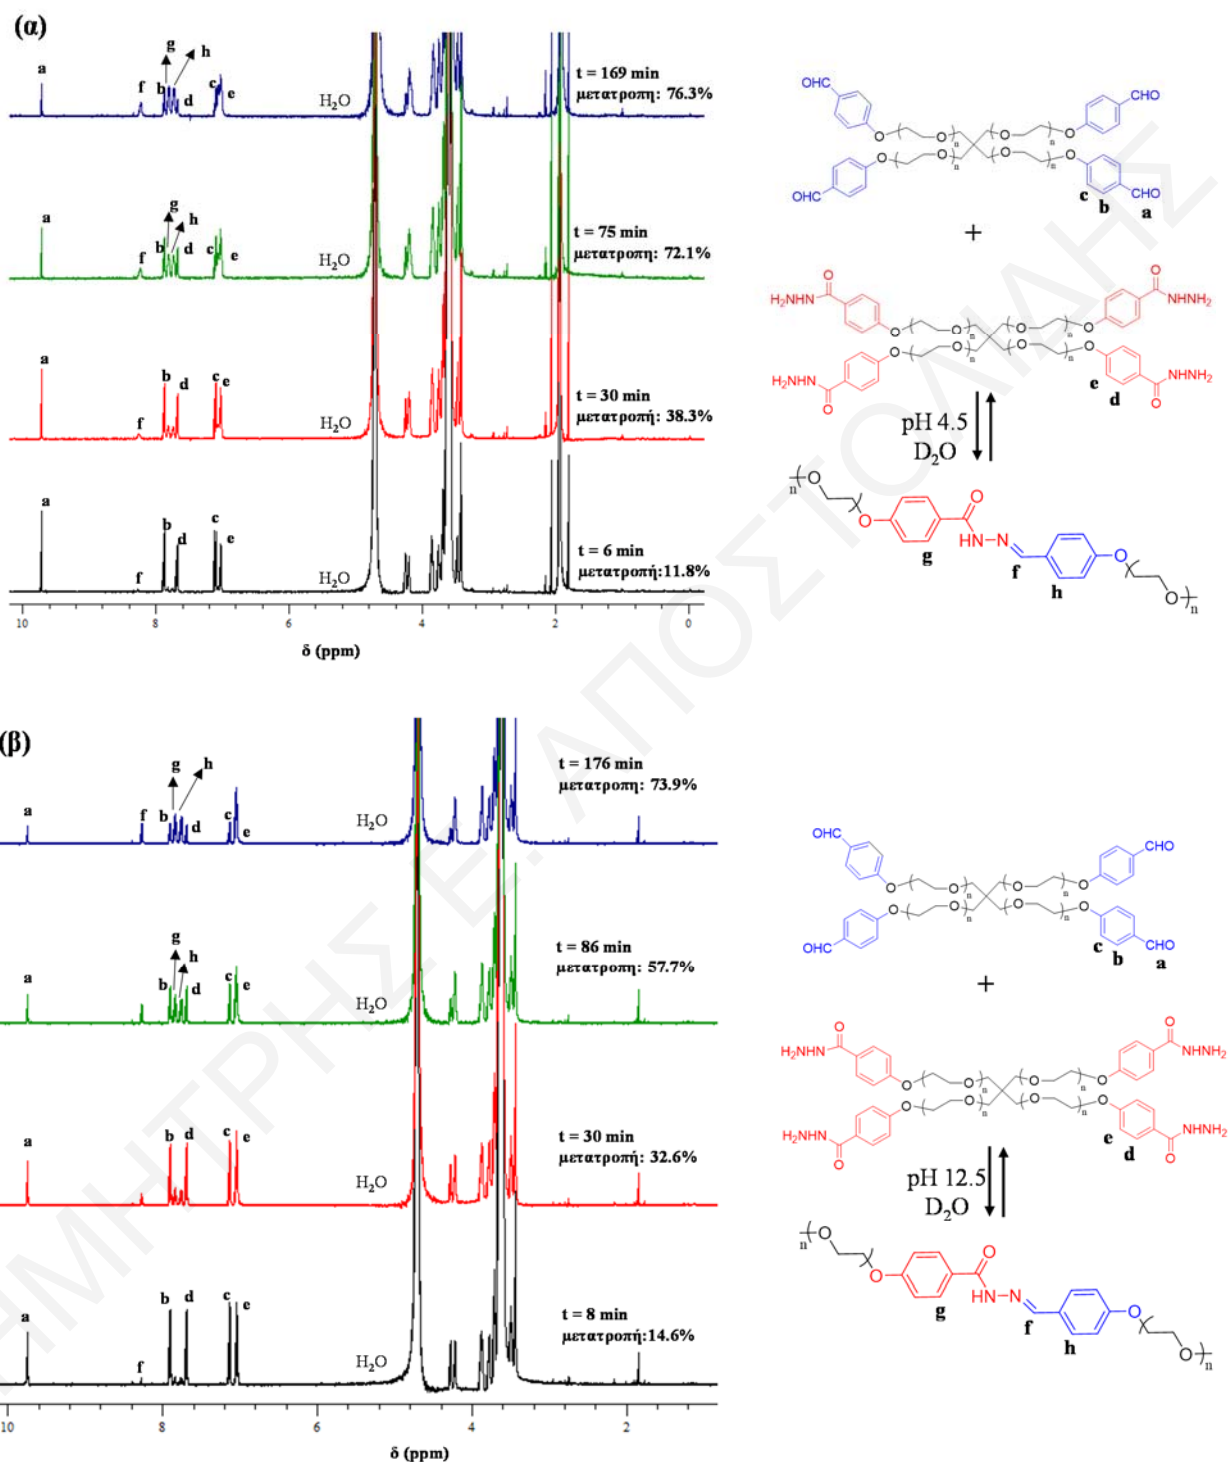 (α)
a
f
b
g
h
d
c
e
H₂O
t = 169 min
μετατροπη: 76.3%
a
f
b
g
h
d
c
e
H₂O
t = 75 min
μετατροπη: 72.1%
a
f
b
d
c
e
H₂O
t = 30 min
μετατροπή: 38.3%
a
f
b
d
c
e
H₂O
t = 6 min
μετατροπή:11.8%
10 8 6 4 2 0
δ (ppm)
OHC CHO
O ( O ) n ( O ) n O
O ( O ) n ( O ) n O
OHC CHO
c b a
+
H₂NHN O O NHNH₂
O ( O ) n ( O ) n O
O ( O ) n ( O ) n O
H₂NHN O O NHNH₂
e d
pH 4.5
D₂O
n ( O ) O O HN N O ( O ) n
g f h
(β)
a
f
b
g
h
d
c
e
H₂O
t = 176 min
μετατροπη: 73.9%
a
b
g
h
d
c
e
H₂O
t = 86 min
μετατροπη: 57.7%
a
b
d
c
e
H₂O
t = 30 min
μετατροπή: 32.6%
a
f
b
d
c
e
H₂O
t = 8 min
μετατροπή:14.6%
10 8 6 4 2
δ (ppm)
OHC CHO
O ( O ) n ( O ) n O
O ( O ) n ( O ) n O
OHC CHO
c b a
+
H₂NHN O O NHNH₂
O ( O ) n ( O ) n O
O ( O ) n ( O ) n O
H₂NHN O O NHNH₂
e d
pH 12.5
D₂O
n ( O ) O O HN N O ( O ) n
g f h
ΔΗΜΗΤΡΗΣ Ε. ΑΠΟΣΤΟΛΙΔΗΣ